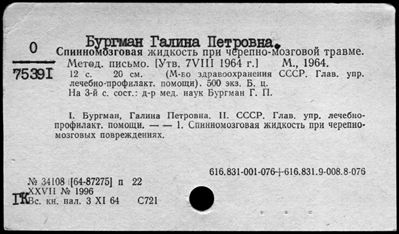 Бургман Галина Петровна.
О
Спинномозговая жидкость при черепно-мозговой травме.
75391
Метод. письмо. [Утв. 7VIII 1964 г.] М., 1964.
12 с. 20 см. (М-во здравоохранения СССР. Глав. упр.
лечебно-профилакт. помощи). 500 экз. Б. ц.
На 3-й с. сост.: д-р мед. наук Бургман Г. П.
I. Бургман, Галина Петровна. II. СССР. Глав. упр. лечебно-
профилакт. помощи. — — 1. Спинномозговая жидкость при черепно-
мозговых повреждениях.
616.831-001-076+616.831.9-008.8-076
№ 34108 [64-87275] п 22
XXVII № 1996
1К Вс. кн. пал. 3 XI 64 С721